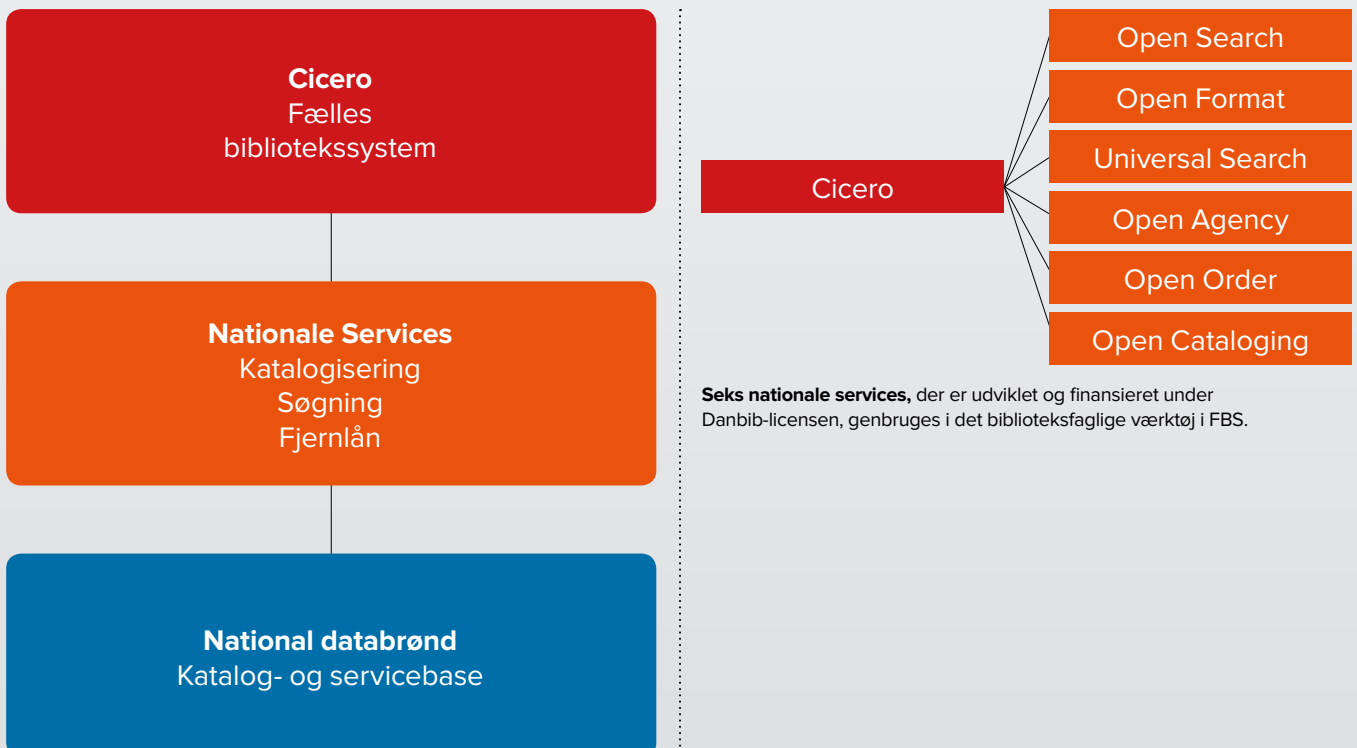 Cicero
Fælles
bibliotekssystem
Nationale Services
Katalogisering
Søgning
Fjernlån
National databrønd
Katalog- og servicebase
Cicero
Open Search
Open Format
Universal Search
Open Agency
Open Order
Open Cataloging
Seks nationale services, der er udviklet og finansieret under
Danbib-licensen, genbruges i det biblioteksfaglige værktøj i FBS.